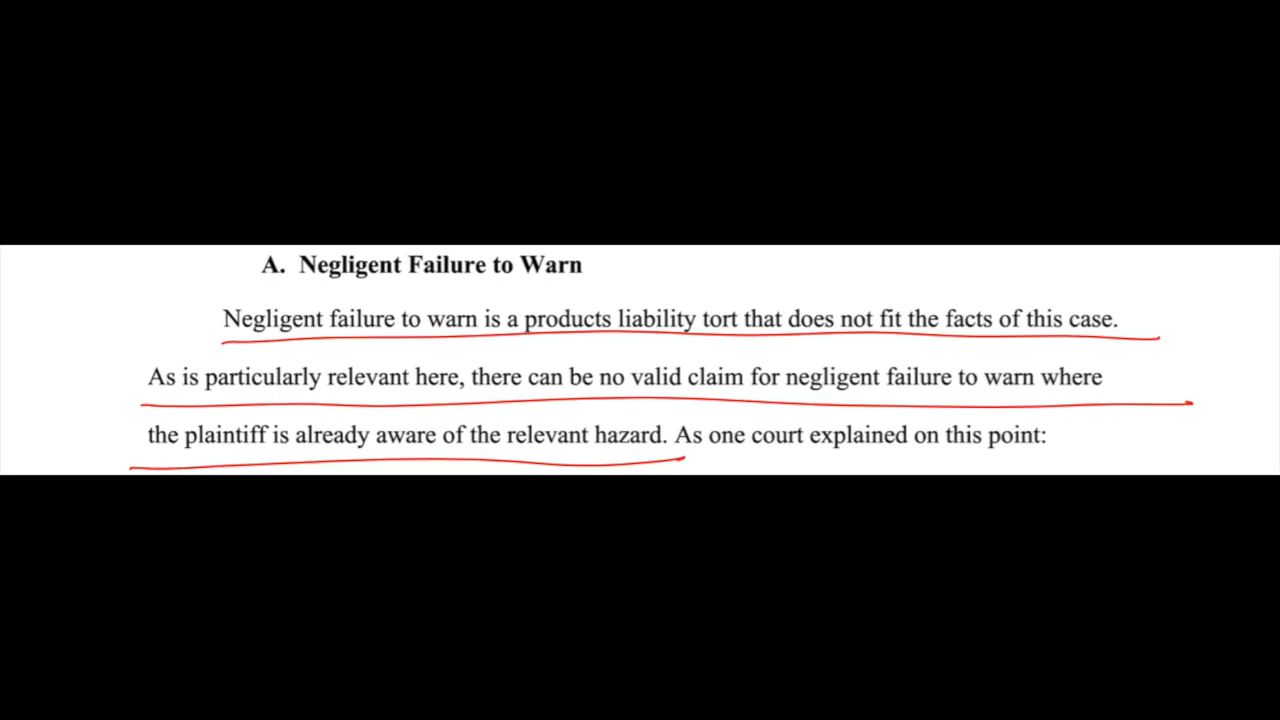 A. Negligent Failure to Warn
Negligent failure to warn is a products liability tort that does not fit the facts of this case.
As is particularly relevant here, there can be no valid claim for negligent failure to warn where
the plaintiff is already aware of the relevant hazard. As one court explained on this point: